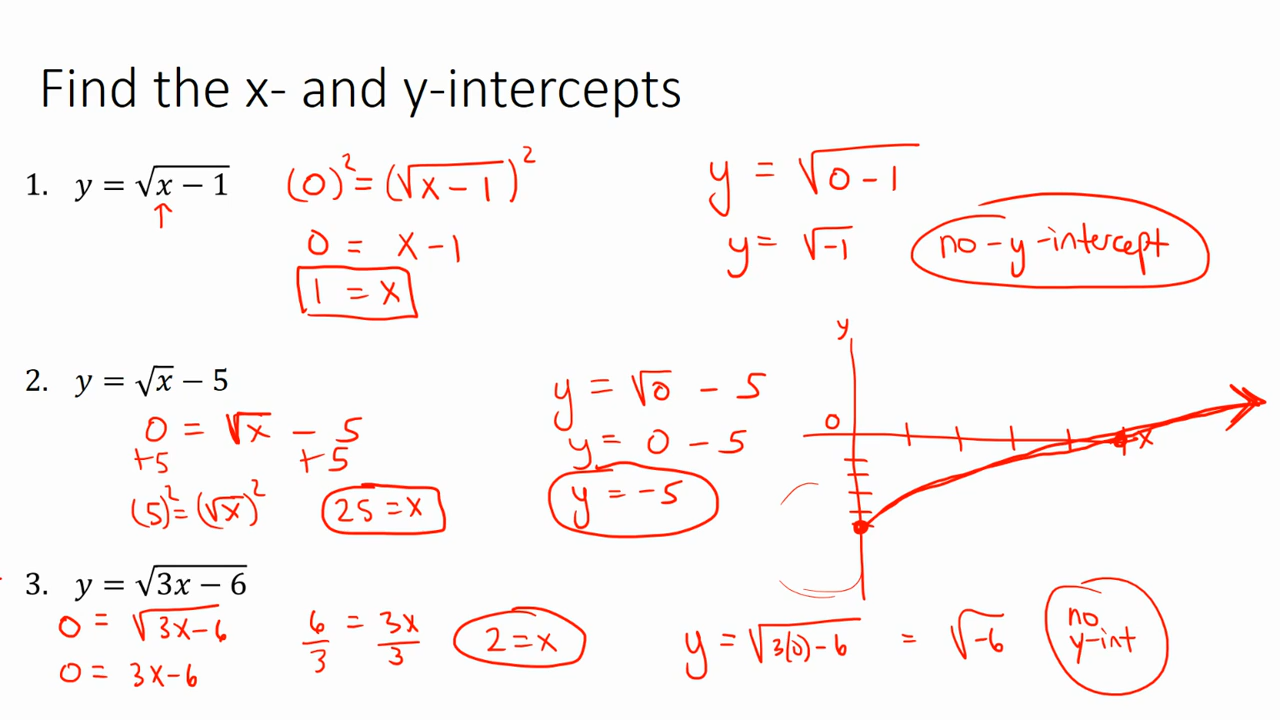 Find the x- and y-intercepts
1. y = √(x − 1)
(0)² = (√(x − 1))²
0 = x − 1
1 = x
y = √(0 − 1)
y = √-1
no - y - intercept
2. y = √x − 5
0 = √x − 5
+5 +5
(5)² = (√x)²
25 = x
y = √0 − 5
y = 0 − 5
y = -5
y
0
x
3. y = √(3x − 6)
0 = √(3x − 6)
0 = 3x − 6
6/3 = 3x/3
2 = x
y = √(3(0) − 6) = √-6
no
y-int